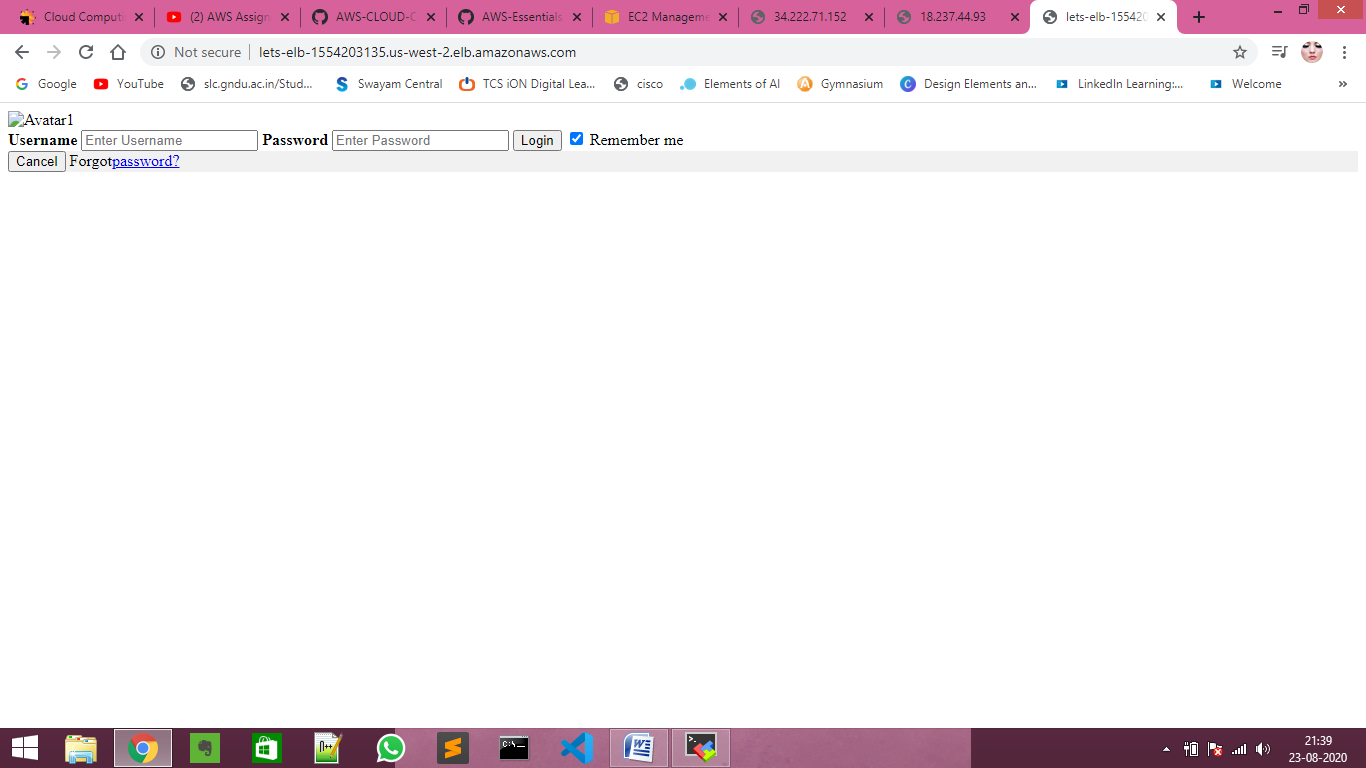 Cloud Computi
(2) AWS Assign
AWS-CLOUD-C
AWS-Essentials
EC2 Manageme
34.222.71.152
18.237.44.93
lets-elb-155420
Not secure lets-elb-1554203135.us-west-2.elb.amazonaws.com
Google YouTube slc.gndu.ac.in/Stud... Swayam Central TCS iON Digital Lea... cisco Elements of AI Gymnasium Design Elements an... LinkedIn Learning:... Welcome »
Avatar1
Username Enter Username Password Enter Password Login Remember me
Cancel Forgotpassword?
21:39
23-08-2020